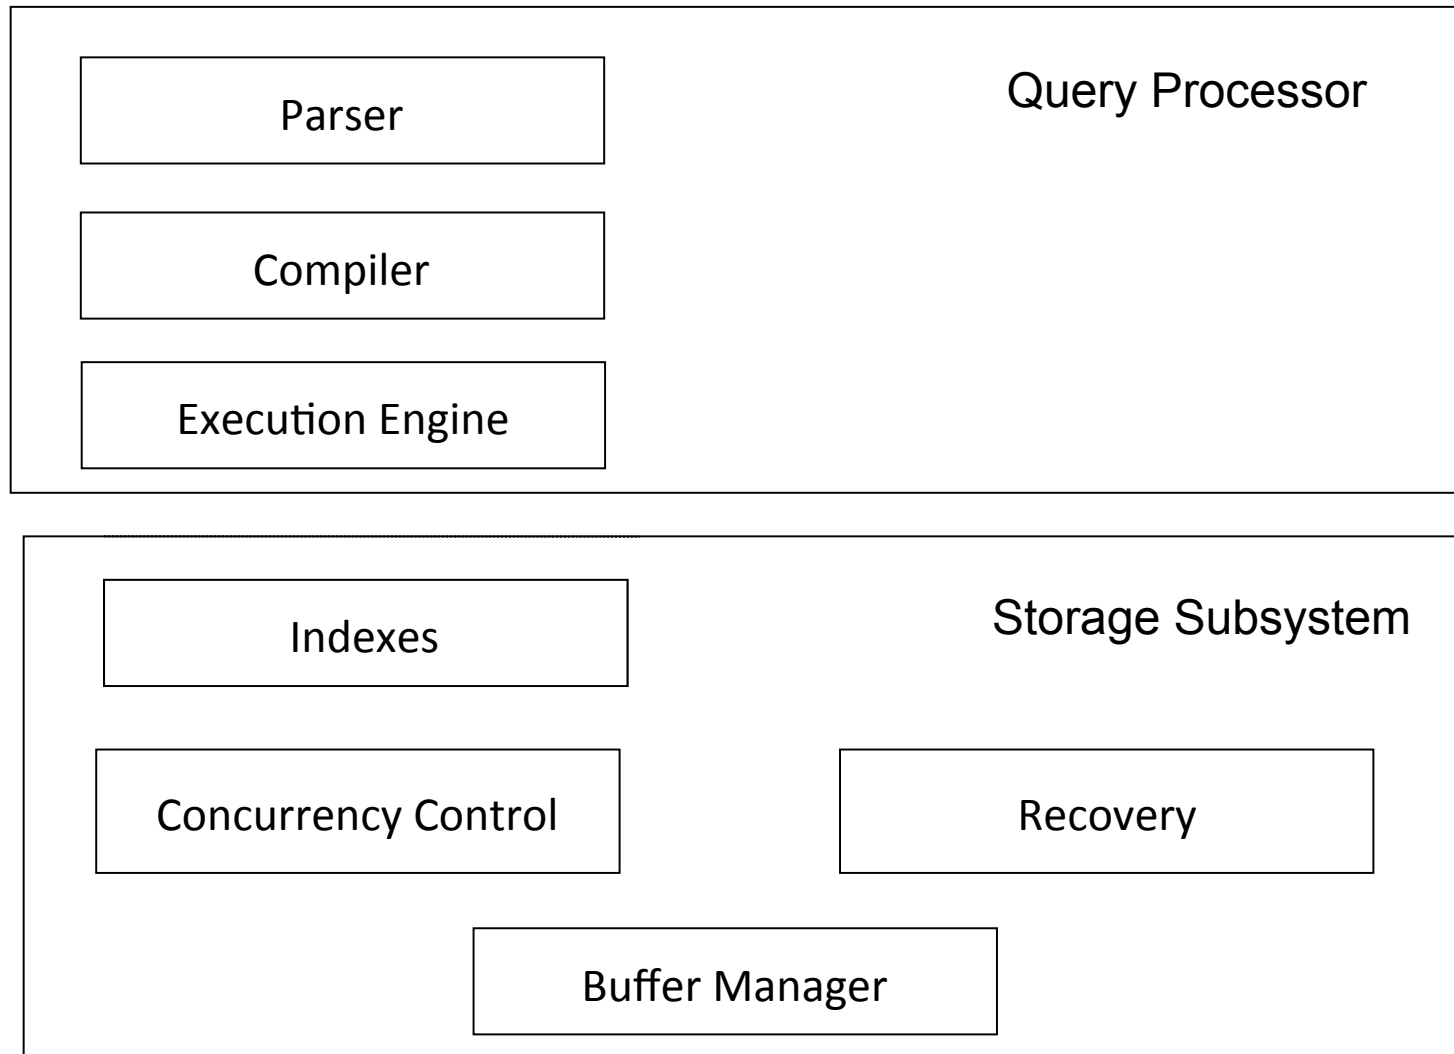 Query Processor
Parser
Compiler
Execution Engine
Storage Subsystem
Indexes
Concurrency Control
Recovery
Buffer Manager